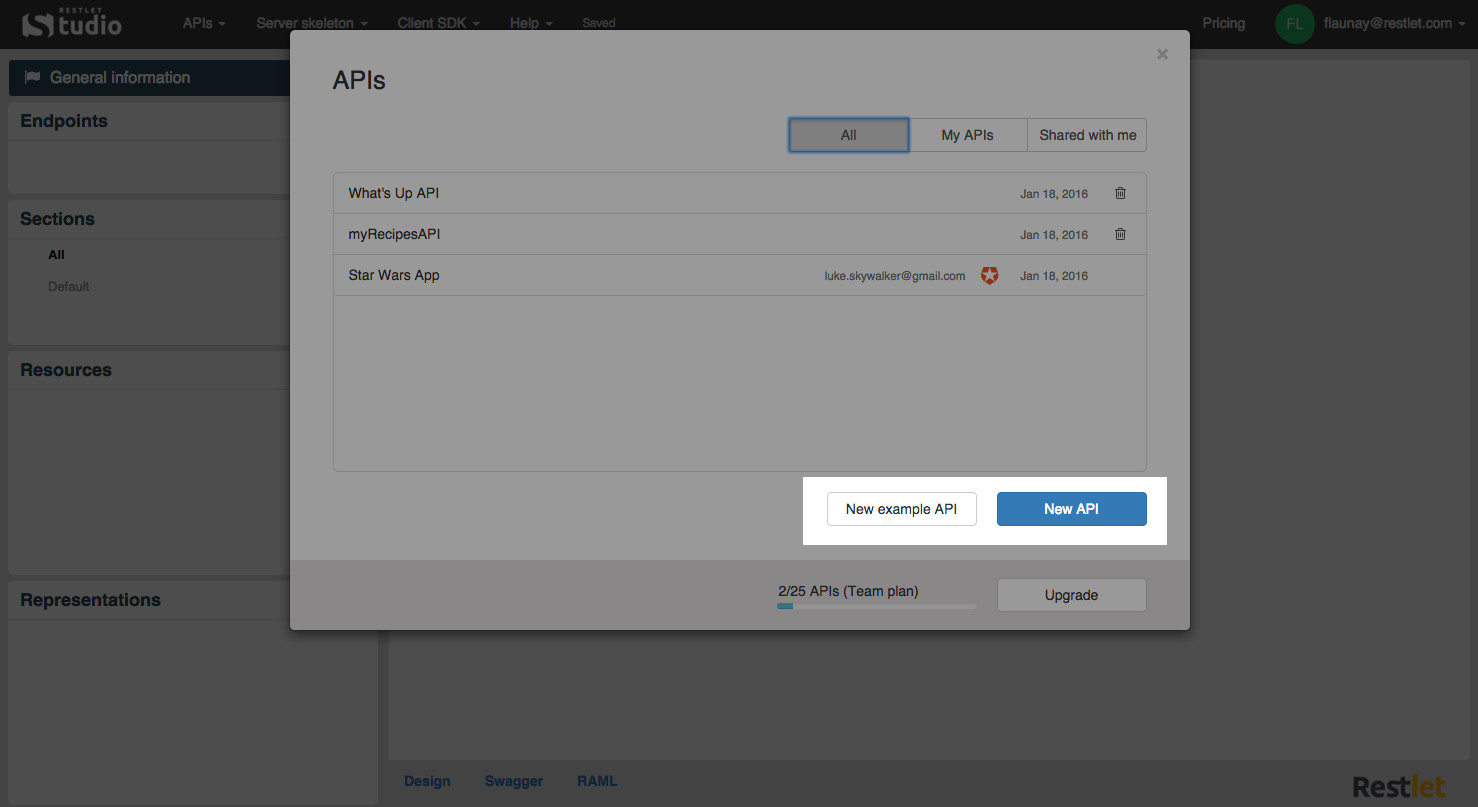 RESTLET
Studio
APIs
Server skeleton
Client SDK
Help
Saved
Pricing
FL
flaunay@restlet.com
General information
Endpoints
Sections
All
Default
Resources
Representations
APIs
×
All
My APIs
Shared with me
What's Up API
Jan 18, 2016
myRecipesAPI
Jan 18, 2016
Star Wars App
luke.skywalker@gmail.com
Jan 18, 2016
New example API
New API
2/25 APIs (Team plan)
Upgrade
Design
Swagger
RAML
Restlet